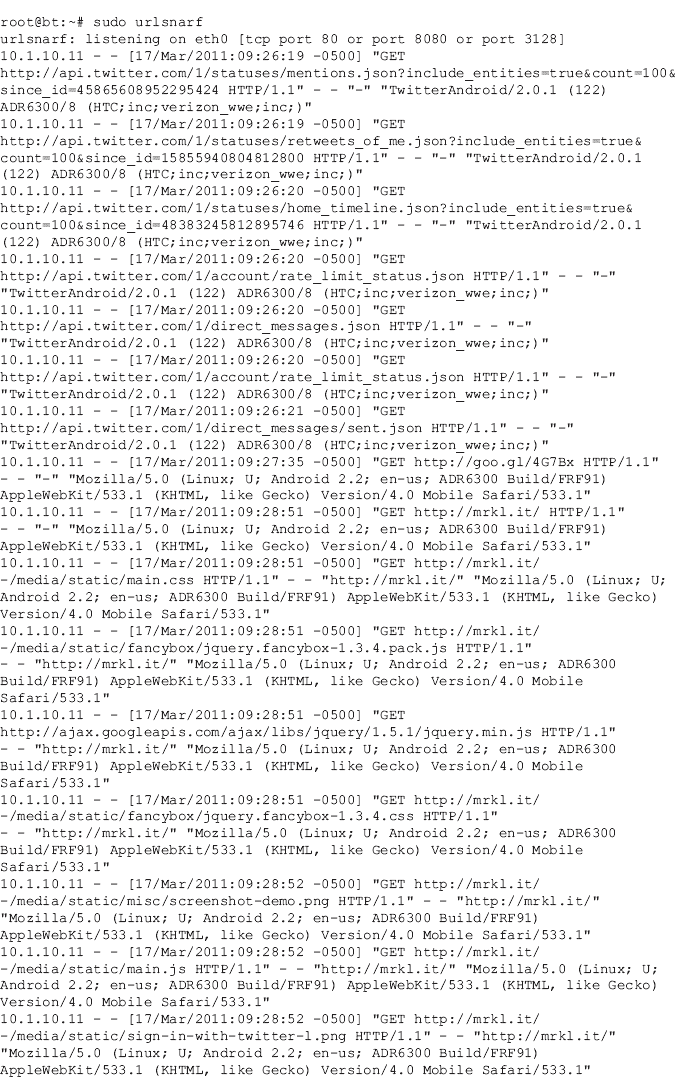 root@bt:~# sudo urlsnarf
urlsnarf: listening on eth0 [tcp port 80 or port 8080 or port 3128]
10.1.10.11 - - [17/Mar/2011:09:26:19 -0500] "GET
http://api.twitter.com/1/statuses/mentions.json?include_entities=true&count=100&
since_id=45865608952295424 HTTP/1.1" - - "-" "TwitterAndroid/2.0.1 (122)
ADR6300/8 (HTC;inc;verizon_wwe;inc;)"
10.1.10.11 - - [17/Mar/2011:09:26:19 -0500] "GET
http://api.twitter.com/1/statuses/retweets_of_me.json?include_entities=true&
count=100&since_id=15855940804812800 HTTP/1.1" - - "-" "TwitterAndroid/2.0.1
(122) ADR6300/8 (HTC;inc;verizon_wwe;inc;)"
10.1.10.11 - - [17/Mar/2011:09:26:20 -0500] "GET
http://api.twitter.com/1/statuses/home_timeline.json?include_entities=true&
count=100&since_id=48383245812895746 HTTP/1.1" - - "-" "TwitterAndroid/2.0.1
(122) ADR6300/8 (HTC;inc;verizon_wwe;inc;)"
10.1.10.11 - - [17/Mar/2011:09:26:20 -0500] "GET
http://api.twitter.com/1/account/rate_limit_status.json HTTP/1.1" - - "-"
"TwitterAndroid/2.0.1 (122) ADR6300/8 (HTC;inc;verizon_wwe;inc;)"
10.1.10.11 - - [17/Mar/2011:09:26:20 -0500] "GET
http://api.twitter.com/1/direct_messages.json HTTP/1.1" - - "-"
"TwitterAndroid/2.0.1 (122) ADR6300/8 (HTC;inc;verizon_wwe;inc;)"
10.1.10.11 - - [17/Mar/2011:09:26:20 -0500] "GET
http://api.twitter.com/1/account/rate_limit_status.json HTTP/1.1" - - "-"
"TwitterAndroid/2.0.1 (122) ADR6300/8 (HTC;inc;verizon_wwe;inc;)"
10.1.10.11 - - [17/Mar/2011:09:26:21 -0500] "GET
http://api.twitter.com/1/direct_messages/sent.json HTTP/1.1" - - "-"
"TwitterAndroid/2.0.1 (122) ADR6300/8 (HTC;inc;verizon_wwe;inc;)"
10.1.10.11 - - [17/Mar/2011:09:27:35 -0500] "GET http://goo.gl/4G7Bx HTTP/1.1"
- - "-" "Mozilla/5.0 (Linux; U; Android 2.2; en-us; ADR6300 Build/FRF91)
AppleWebKit/533.1 (KHTML, like Gecko) Version/4.0 Mobile Safari/533.1"
10.1.10.11 - - [17/Mar/2011:09:28:51 -0500] "GET http://mrkl.it/ HTTP/1.1"
- - "-" "Mozilla/5.0 (Linux; U; Android 2.2; en-us; ADR6300 Build/FRF91)
AppleWebKit/533.1 (KHTML, like Gecko) Version/4.0 Mobile Safari/533.1"
10.1.10.11 - - [17/Mar/2011:09:28:51 -0500] "GET http://mrkl.it/
-/media/static/main.css HTTP/1.1" - - "http://mrkl.it/" "Mozilla/5.0 (Linux; U;
Android 2.2; en-us; ADR6300 Build/FRF91) AppleWebKit/533.1 (KHTML, like Gecko)
Version/4.0 Mobile Safari/533.1"
10.1.10.11 - - [17/Mar/2011:09:28:51 -0500] "GET http://mrkl.it/
-/media/static/fancybox/jquery.fancybox-1.3.4.pack.js HTTP/1.1"
- - "http://mrkl.it/" "Mozilla/5.0 (Linux; U; Android 2.2; en-us; ADR6300
Build/FRF91) AppleWebKit/533.1 (KHTML, like Gecko) Version/4.0 Mobile
Safari/533.1"
10.1.10.11 - - [17/Mar/2011:09:28:51 -0500] "GET
http://ajax.googleapis.com/ajax/libs/jquery/1.5.1/jquery.min.js HTTP/1.1"
- - "http://mrkl.it/" "Mozilla/5.0 (Linux; U; Android 2.2; en-us; ADR6300
Build/FRF91) AppleWebKit/533.1 (KHTML, like Gecko) Version/4.0 Mobile
Safari/533.1"
10.1.10.11 - - [17/Mar/2011:09:28:51 -0500] "GET http://mrkl.it/
-/media/static/fancybox/jquery.fancybox-1.3.4.css HTTP/1.1"
- - "http://mrkl.it/" "Mozilla/5.0 (Linux; U; Android 2.2; en-us; ADR6300
Build/FRF91) AppleWebKit/533.1 (KHTML, like Gecko) Version/4.0 Mobile
Safari/533.1"
10.1.10.11 - - [17/Mar/2011:09:28:52 -0500] "GET http://mrkl.it/
-/media/static/misc/screenshot-demo.png HTTP/1.1" - - "http://mrkl.it/"
"Mozilla/5.0 (Linux; U; Android 2.2; en-us; ADR6300 Build/FRF91)
AppleWebKit/533.1 (KHTML, like Gecko) Version/4.0 Mobile Safari/533.1"
10.1.10.11 - - [17/Mar/2011:09:28:52 -0500] "GET http://mrkl.it/
-/media/static/main.js HTTP/1.1" - - "http://mrkl.it/" "Mozilla/5.0 (Linux; U;
Android 2.2; en-us; ADR6300 Build/FRF91) AppleWebKit/533.1 (KHTML, like Gecko)
Version/4.0 Mobile Safari/533.1"
10.1.10.11 - - [17/Mar/2011:09:28:52 -0500] "GET http://mrkl.it/
-/media/static/sign-in-with-twitter-l.png HTTP/1.1" - - "http://mrkl.it/"
"Mozilla/5.0 (Linux; U; Android 2.2; en-us; ADR6300 Build/FRF91)
AppleWebKit/533.1 (KHTML, like Gecko) Version/4.0 Mobile Safari/533.1"